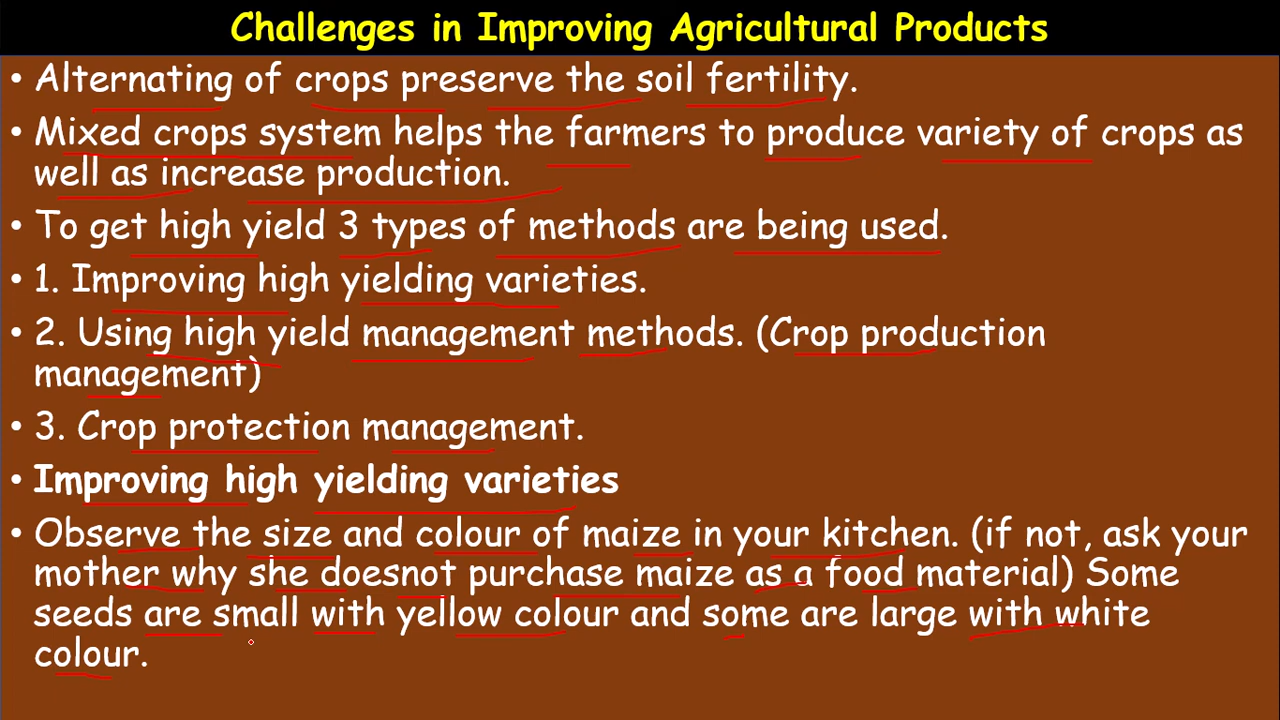 Challenges in Improving Agricultural Products
• Alternating of crops preserve the soil fertility.
• Mixed crops system helps the farmers to produce variety of crops as
well as increase production.
• To get high yield 3 types of methods are being used.
• 1. Improving high yielding varieties.
• 2. Using high yield management methods. (Crop production
management)
• 3. Crop protection management.
• Improving high yielding varieties
• Observe the size and colour of maize in your kitchen. (if not, ask your
mother why she doesnot purchase maize as a food material) Some
seeds are small with yellow colour and some are large with white
colour.